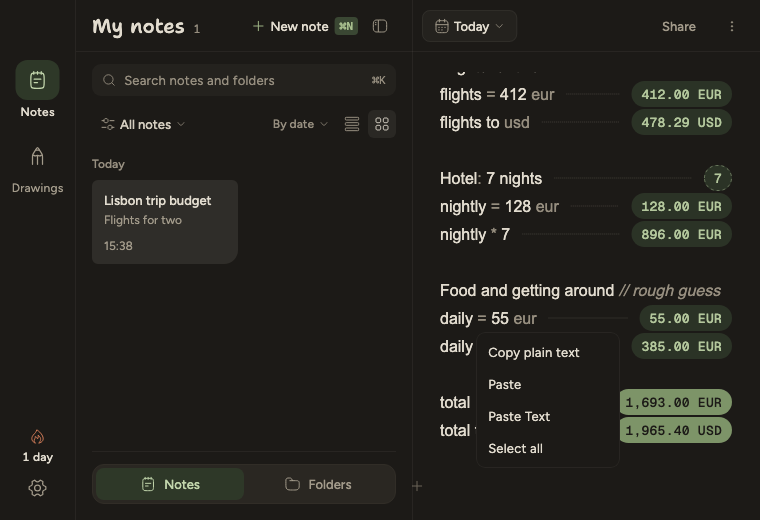 My notes 1
New note ⌘N
Today
Share
Search notes and folders ⌘K
Notes
All notes
By date
Drawings
Today
Lisbon trip budget
Flights for two
15:38
flights = 412 eur 412.00 EUR
flights to usd 478.29 USD
Hotel: 7 nights 7
nightly = 128 eur 128.00 EUR
nightly * 7 896.00 EUR
Food and getting around // rough guess
daily = 55 eur 55.00 EUR
daily 385.00 EUR
Copy plain text
Paste
Paste Text
Select all
total 1,693.00 EUR
total 1,965.40 USD
1 day
Notes
Folders